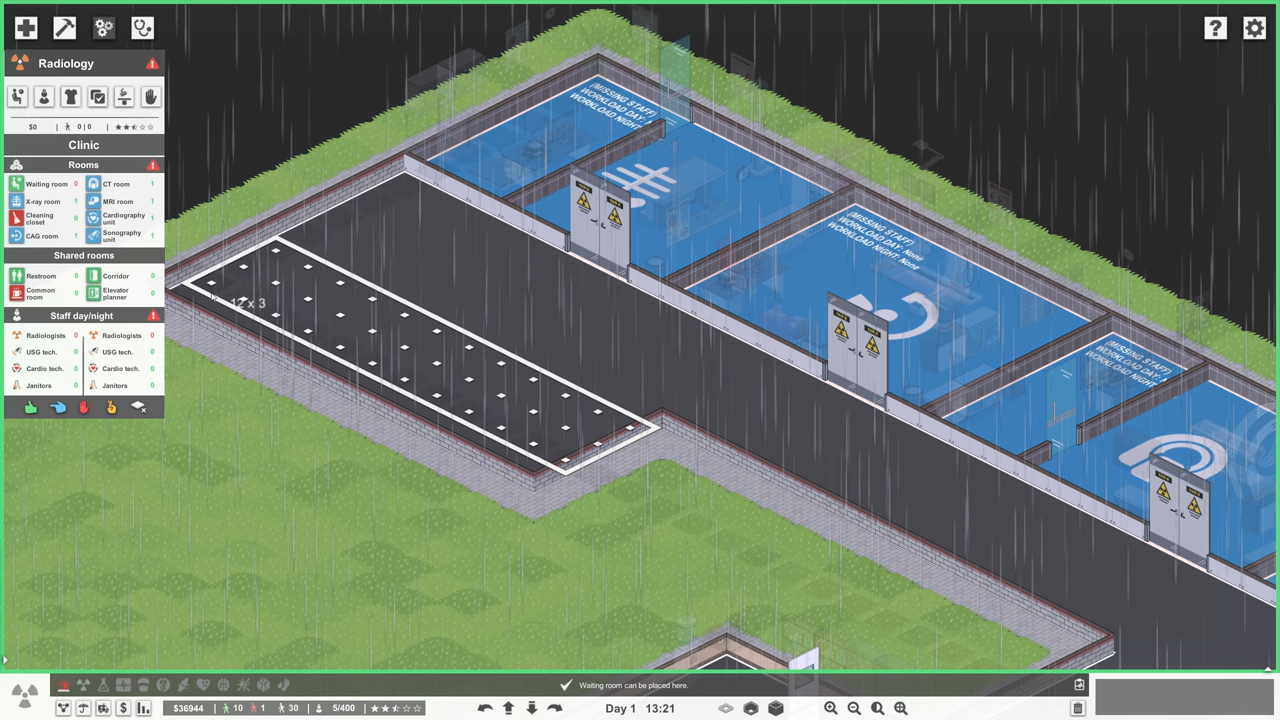 Radiology
$0 | 0 | 0 |
Clinic
Rooms
Waiting room 0
CT room 1
X-ray room 1
MRI room 1
Cleaning closet 0
Cardiography unit 1
CAG room 1
Sonography unit 1
Shared rooms
Restroom 0
Corridor 0
Common room 0
Elevator planner 0
Staff day/night
Radiologists 0
Radiologists 0
USG tech. 0
USG tech. 0
Cardio tech. 0
Cardio tech. 0
Janitors 0
Janitors 0
12 x 3
(MISSING STAFF)
WORKLOAD DAY:
WORKLOAD NIGHT:
(MISSING STAFF)
WORKLOAD DAY: None
WORKLOAD NIGHT: None
(MISSING STAFF)
WORKLOAD DAY:
WORKLOAD NIGHT
Waiting room can be placed here.
$36944 10 1 30 5/400
Day 1 13:21
?